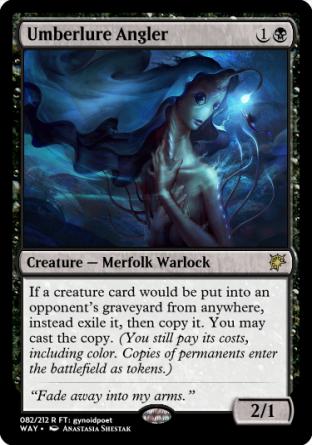 Umberlure Angler 1
Creature — Merfolk Warlock
If a creature card would be put into an
opponent's graveyard from anywhere,
instead exile it, then copy it. You may
cast the copy. (You still pay its costs,
including color. Copies of permanents enter
the battlefield as tokens.)
“Fade away into my arms.”
2/1
082/212 R FT: gynoidpoet
WAY • Anastasia Shestak